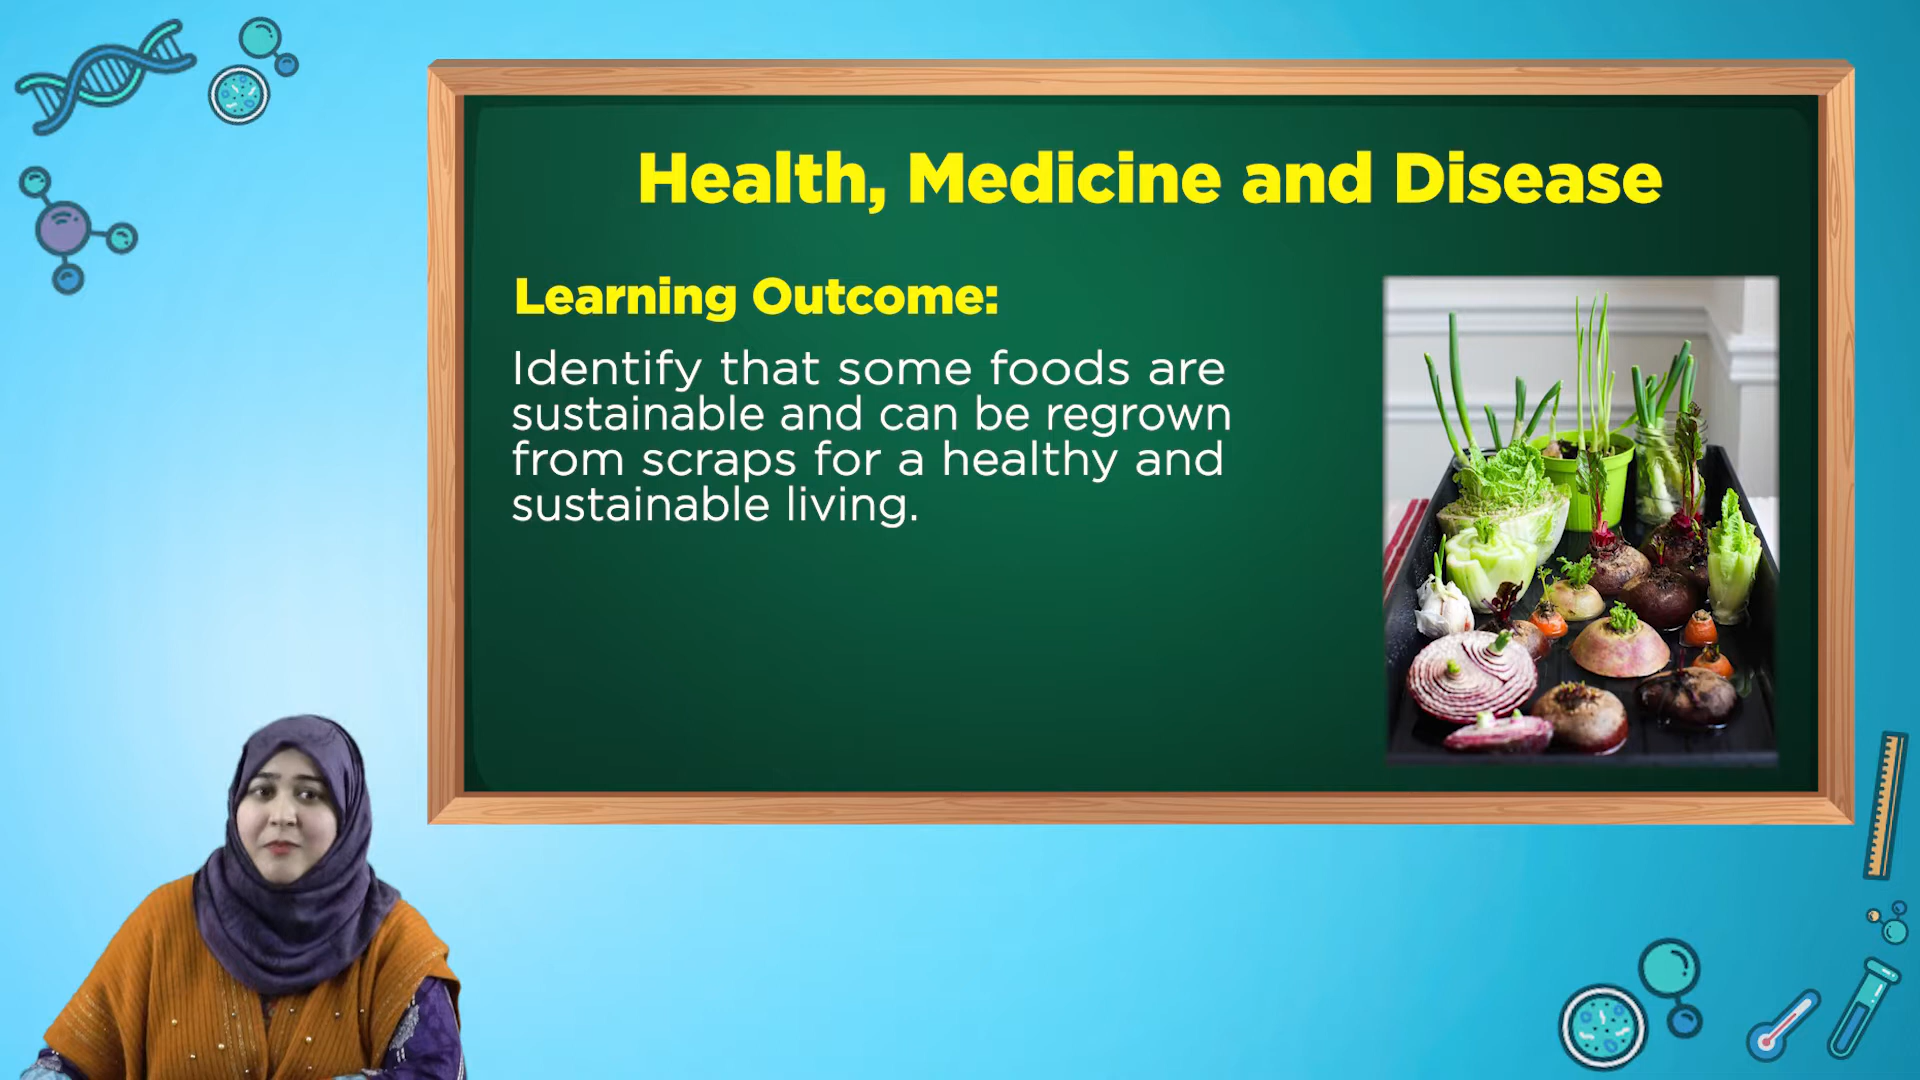 Health, Medicine and Disease
Learning Outcome:
Identify that some foods are
sustainable and can be regrown
from scraps for a healthy and
sustainable living.